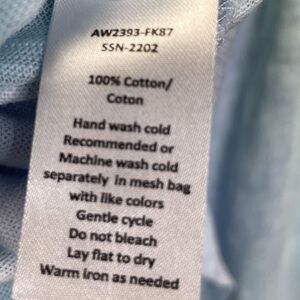 AW2393-FK87
SSN-2202
100% Cotton/
Coton
Hand wash cold
Recommended or
Machine wash cold
separately in mesh bag
with like colors
Gentle cycle
Do not bleach
Lay flat to dry
Warm iron as needed